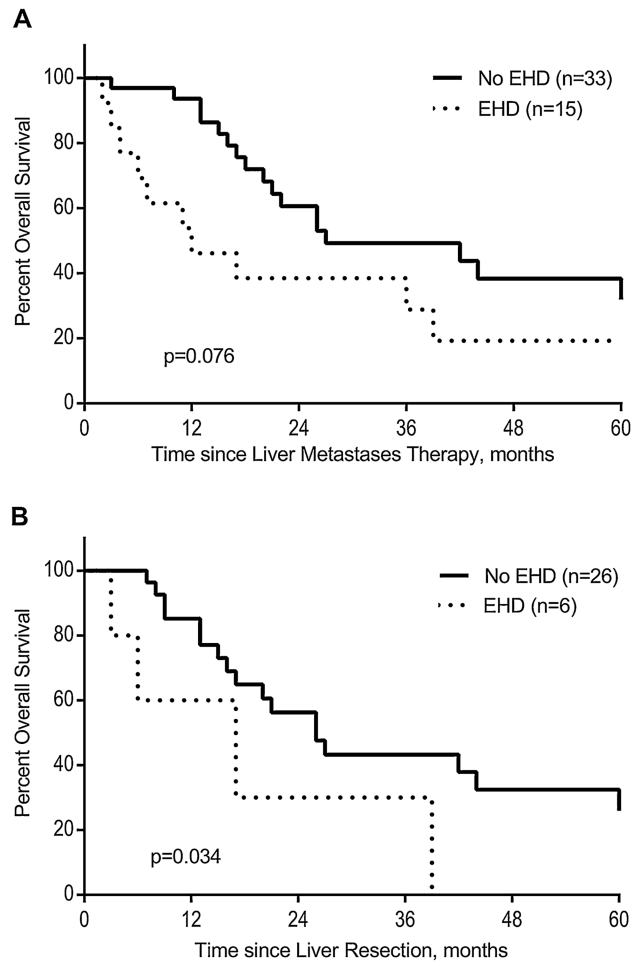 A
Percent Overall Survival
100
80
60
40
20
0
No EHD (n=33)
EHD (n=15)
p=0.076
0 12 24 36 48 60
Time since Liver Metastases Therapy, months
B
Percent Overall Survival
100
80
60
40
20
0
No EHD (n=26)
EHD (n=6)
p=0.034
0 12 24 36 48 60
Time since Liver Resection, months